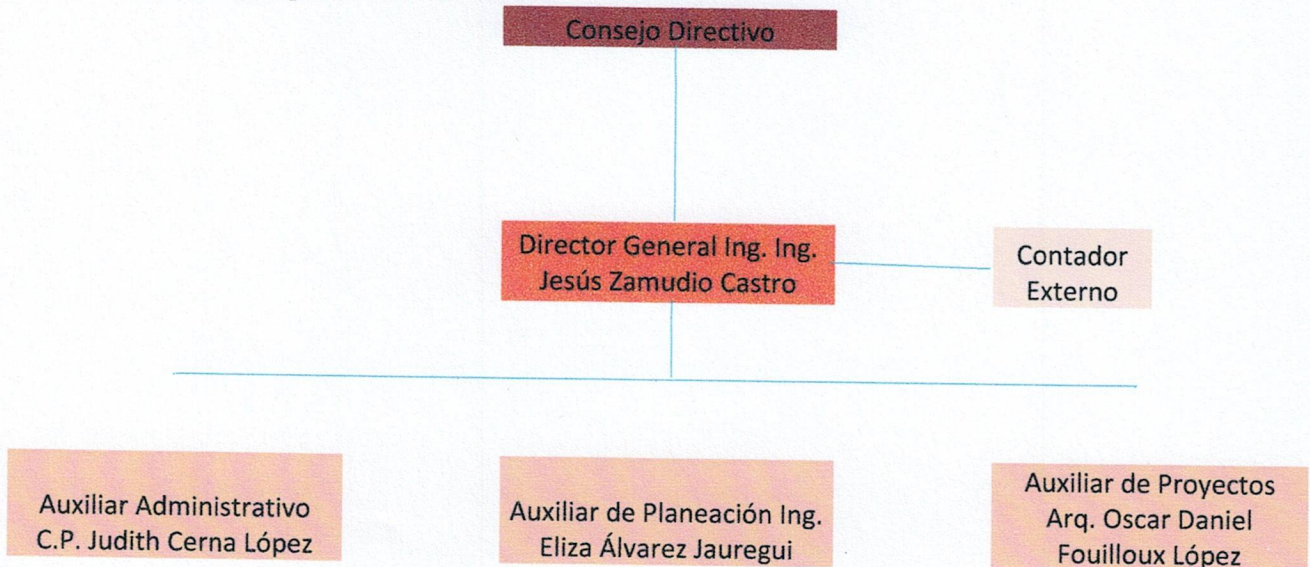 Consejo Directivo
Director General Ing. Ing.
Jesús Zamudio Castro
Contador
Externo
Auxiliar Administrativo
C.P. Judith Cerna López
Auxiliar de Planeación Ing.
Eliza Álvarez Jauregui
Auxiliar de Proyectos
Arq. Oscar Daniel
Fouilloux López